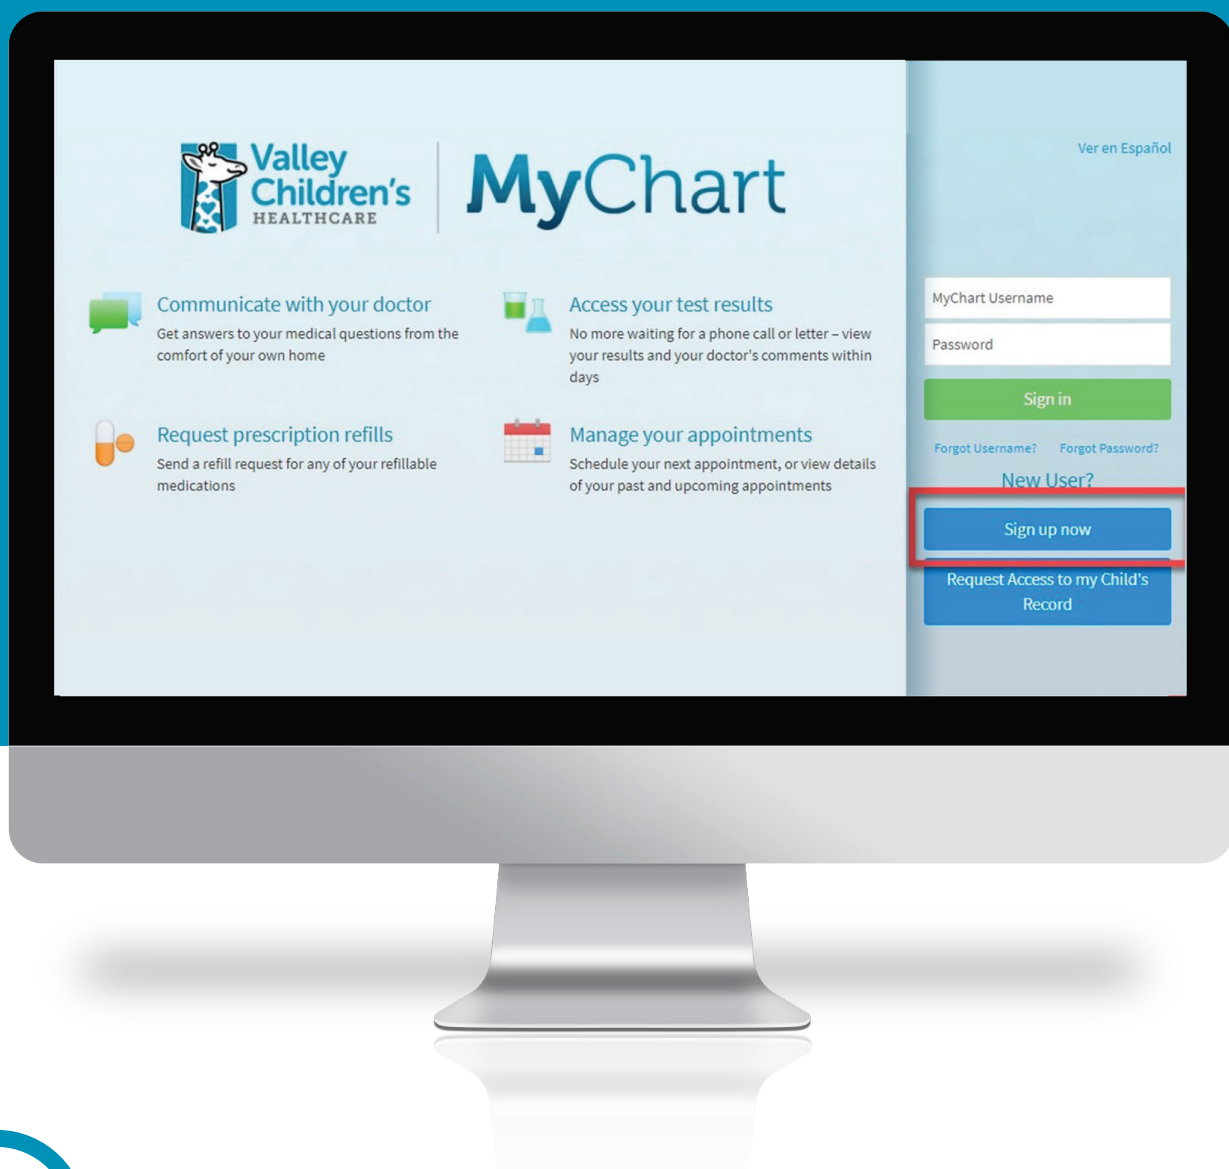 Valley
Children's
HEALTHCARE
MyChart
Ver en Español
Communicate with your doctor
Get answers to your medical questions from the
comfort of your own home
Access your test results
No more waiting for a phone call or letter – view
your results and your doctor's comments within
days
Request prescription refills
Send a refill request for any of your refillable
medications
Manage your appointments
Schedule your next appointment, or view details
of your past and upcoming appointments
MyChart Username
Password
Sign in
Forgot Username? Forgot Password?
New User?
Sign up now
Request Access to my Child's
Record